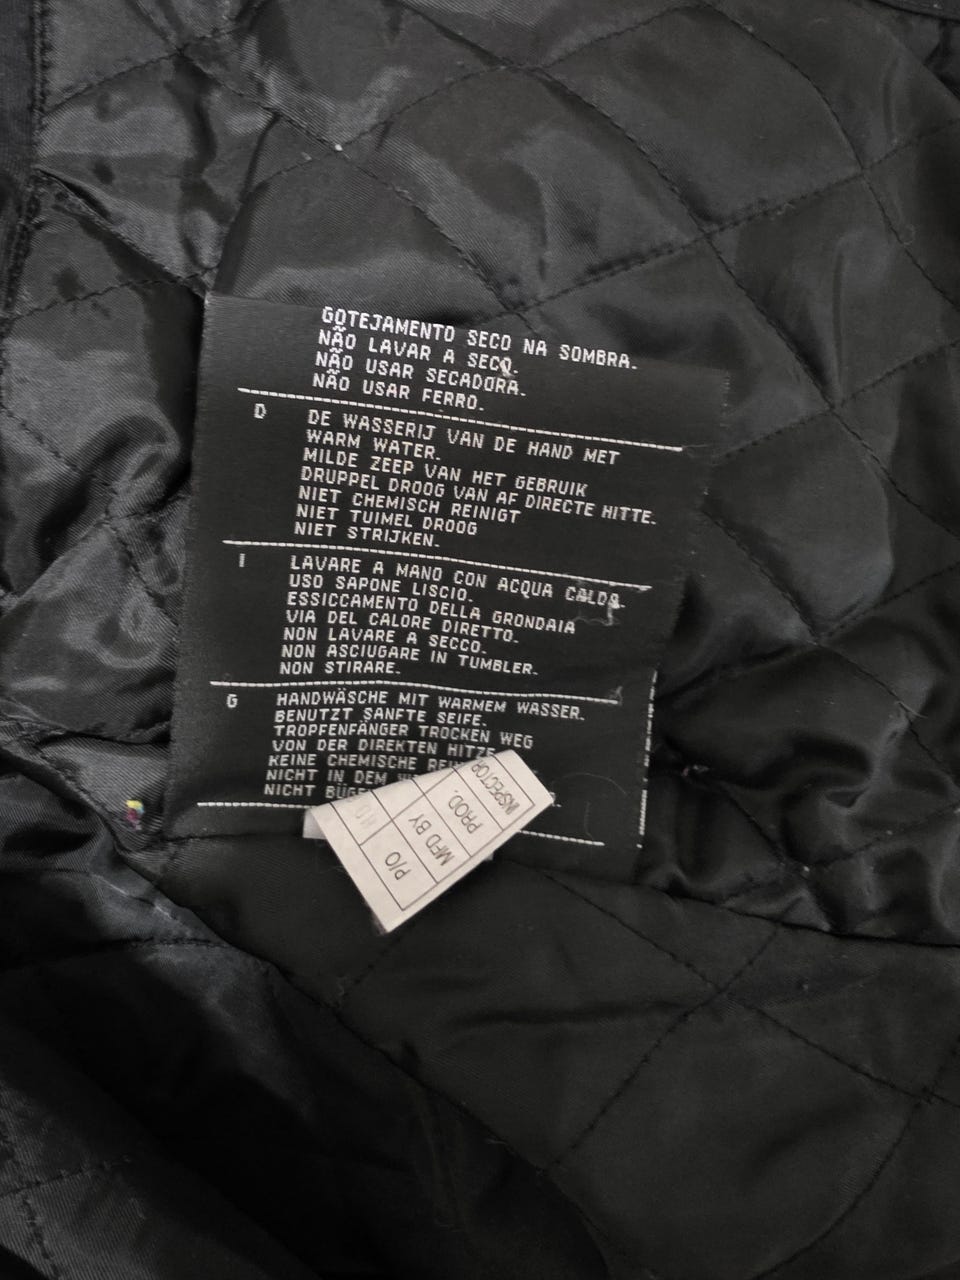 GOTEJAMENTO SECO NA SOMBRA.
NÃO LAVAR A SECO.
NÃO USAR SECADORA.
NÃO USAR FERRO.
D DE WASSERIJ VAN DE HAND MET
WARM WATER.
MILDE ZEEP VAN HET GEBRUIK
DRUPPEL DROOG VAN AF DIRECTE HITTE.
NIET CHEMISCH REINIGT
NIET TUIMEL DROOG
NIET STRIJKEN.
I LAVARE A MANO CON ACQUA CALDA.
USO SAPONE LISCIO.
ESSICCAMENTO DELLA GRONDAIA
VIA DEL CALORE DIRETTO.
NON LAVARE A SECCO.
NON ASCIUGARE IN TUMBLER.
NON STIRARE.
G HANDWÄSCHE MIT WARMEM WASSER.
BENUTZT SANFTE SEIFE.
TROPFENFÄNGER TROCKEN WEG
VON DER DIREKTEN HITZE
KEINE CHEMISCHE
NICHT IN DEM
NICHT
P/O
MFD BY
PROD.
INSPECTOR